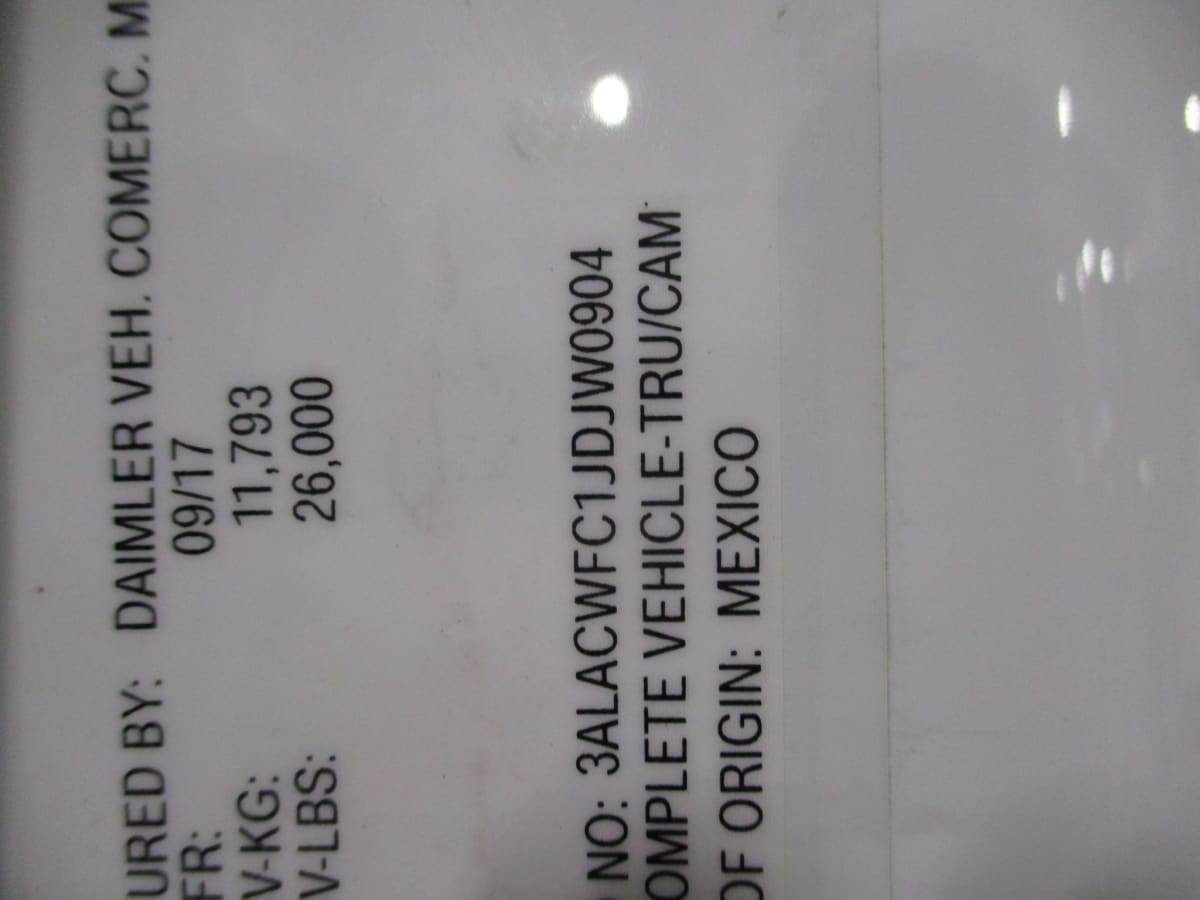 URED BY: DAIMLER VEH. COMERC. M
FR: 09/17
V-KG: 11,793
V-LBS: 26,000
NO: 3ALACWFC1JDJW0904
OMPLETE VEHICLE-TRU/CAM
OF ORIGIN: MEXICO